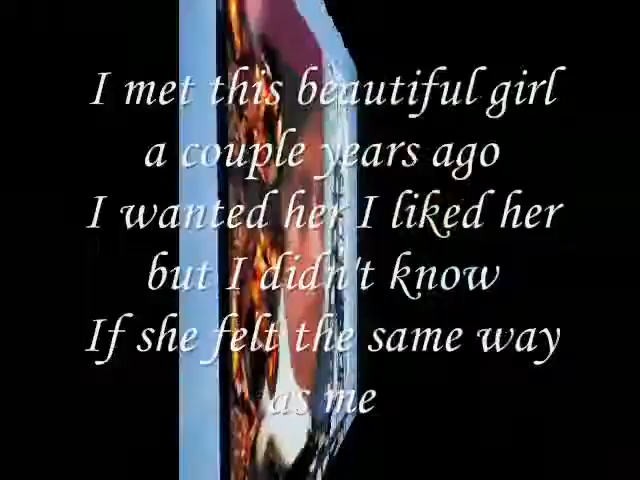 I met this beautiful girl
a couple years ago
I wanted her I liked her
but I didn't know
If she felt the same way
as me